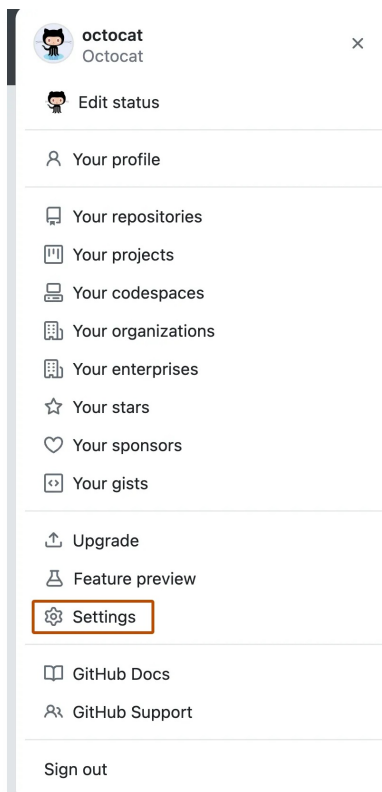 octocat
Octocat
Edit status
Your profile
Your repositories
Your projects
Your codespaces
Your organizations
Your enterprises
Your stars
Your sponsors
Your gists
Upgrade
Feature preview
Settings
GitHub Docs
GitHub Support
Sign out